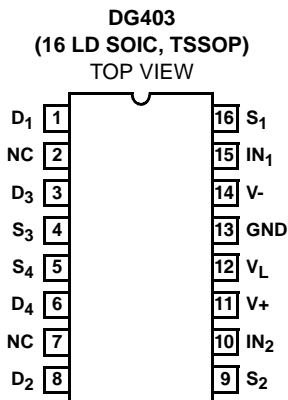 DG403
(16 LD SOIC, TSSOP)
TOP VIEW
D1 1 16 S1
NC 2 15 IN1
D3 3 14 V-
S3 4 13 GND
S4 5 12 VL
D4 6 11 V+
NC 7 10 IN2
D2 8 9 S2